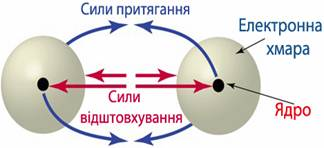 Сили притягання
Електронна
хмара
Сили
відштовхування
Ядро